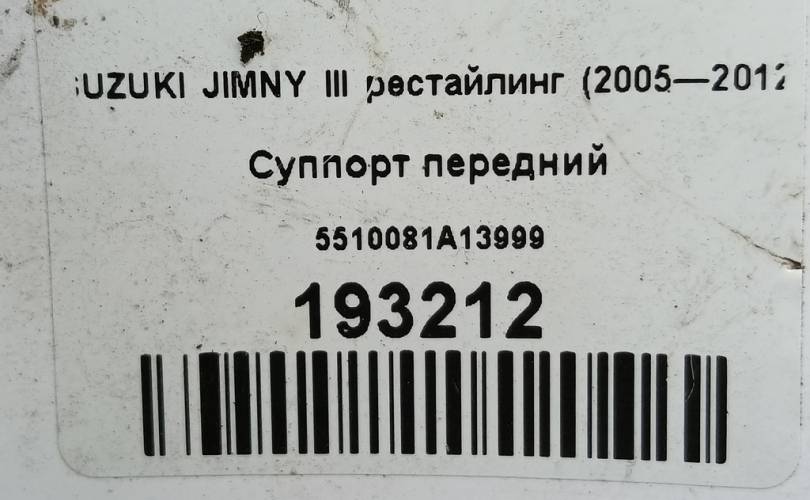 SUZUKI JIMNY III рестайлинг (2005—2012
Суппорт передний
5510081A13999
193212